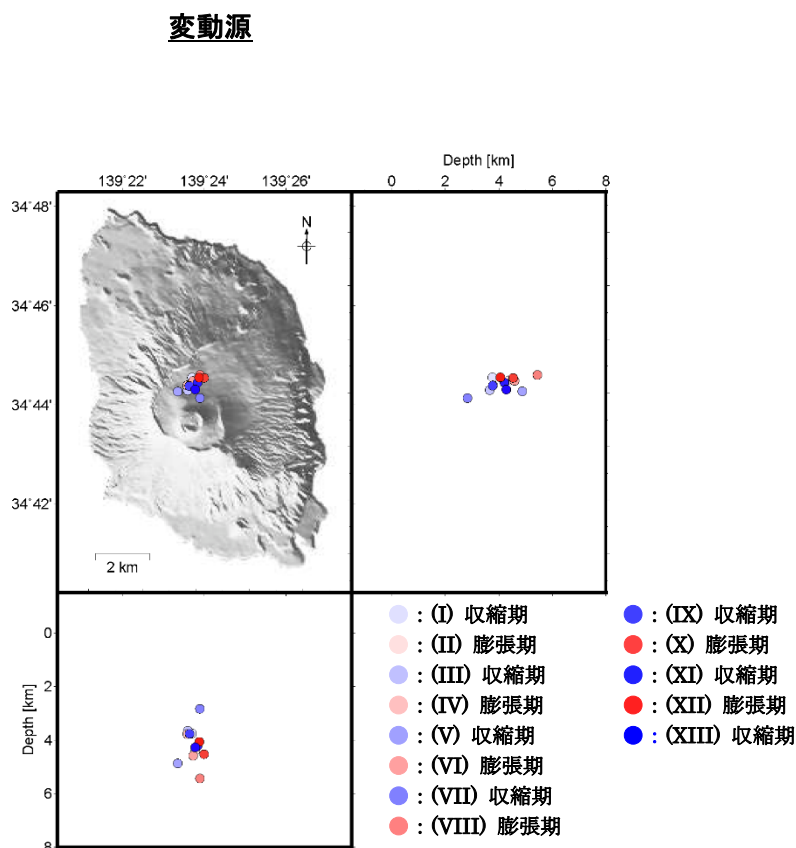 変動源
Depth [km]
139˚22' 139˚24' 139˚26' 0 2 4 6 8
34˚48'
N
34˚46'
34˚44'
34˚42'
2 km
0
2
4
6
8
Depth [km]
: (I) 収縮期
: (II) 膨張期
: (III) 収縮期
: (IV) 膨張期
: (V) 収縮期
: (VI) 膨張期
: (VII) 収縮期
: (VIII) 膨張期
: (IX) 収縮期
: (X) 膨張期
: (XI) 収縮期
: (XII) 膨張期
: (XIII) 収縮期